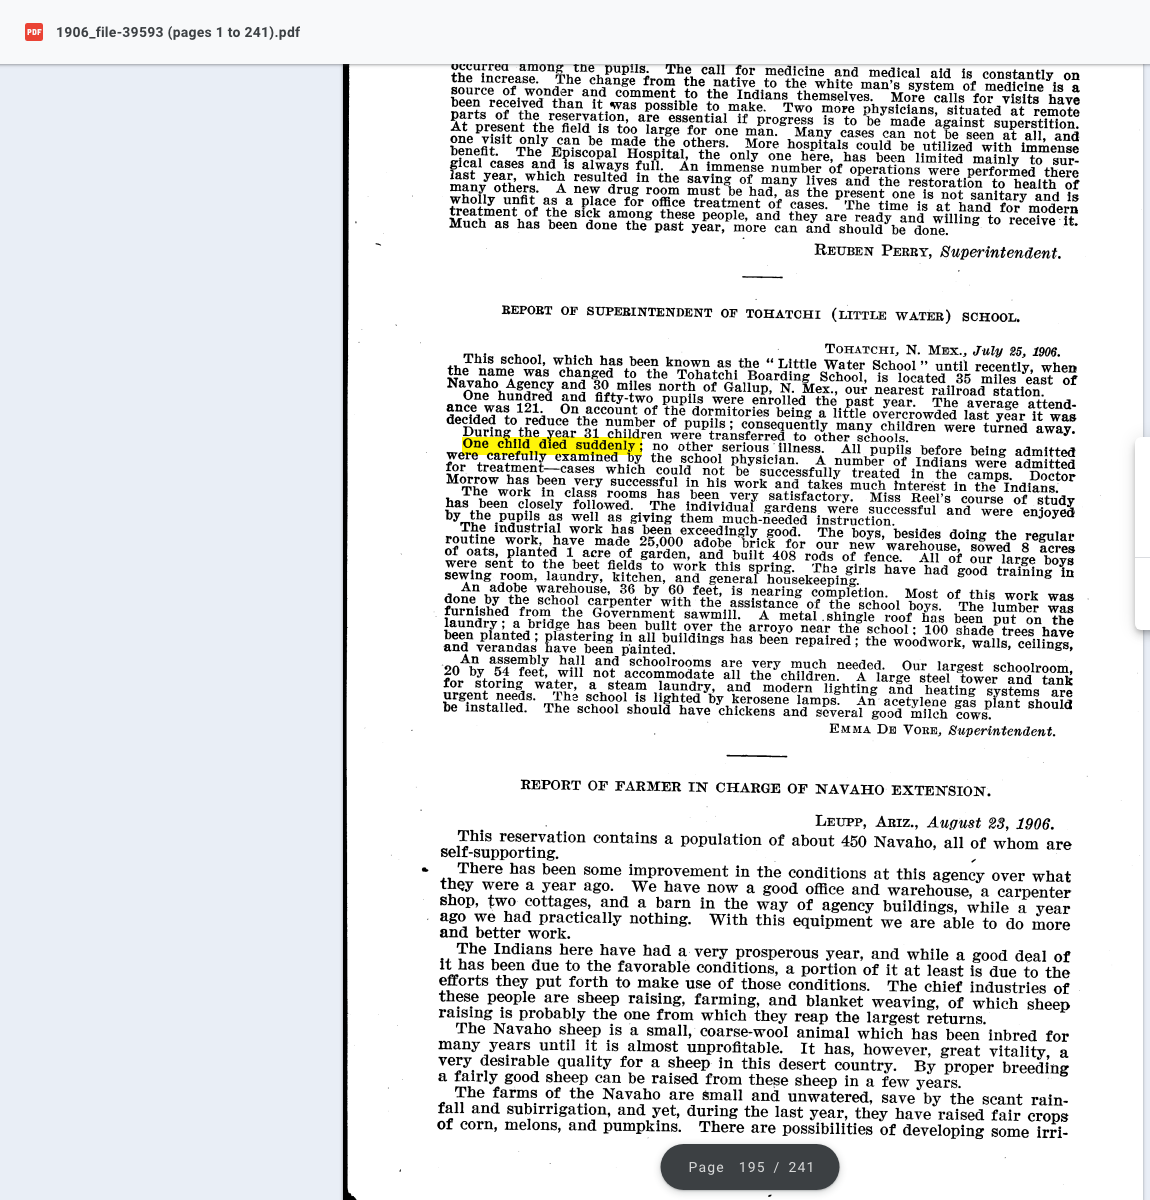 PDF 1906_file-39593 (pages 1 to 241).pdf
occurred among the pupils. The call for medicine and medical aid is constantly on
the increase. The change from the native to the white man's system of medicine is a
source of wonder and comment to the Indians themselves. More calls for visits have
been received than it was possible to make. Two more physicians, situated at remote
parts of the reservation, are essential if progress is to be made against superstition.
At present the field is too large for one man. Many cases can not be seen at all, and
one visit only can be made the others. More hospitals could be utilized with immense
benefit. The Episcopal Hospital, the only one here, has been limited mainly to sur-
gical cases and is always full. An immense number of operations were performed there
last year, which resulted in the saving of many lives and the restoration to health of
many others. A new drug room must be had, as the present one is not sanitary and is
wholly unfit as a place for office treatment of cases. The time is at hand for modern
treatment of the sick among these people, and they are ready and willing to receive it.
Much as has been done the past year, more can and should be done.
REUBEN PERRY, Superintendent.
REPORT OF SUPERINTENDENT OF TOHATCHI (LITTLE WATER) SCHOOL.
TOHATCHI, N. MEX., July 25, 1906.
This school, which has been known as the "Little Water School" until recently, when
the name was changed to the Tohatchi Boarding School, is located 35 miles east of
Navaho Agency and 30 miles north of Gallup, N. Mex., our nearest railroad station.
One hundred and fifty-two pupils were enrolled the past year. The average attend-
ance was 121. On account of the dormitories being a little overcrowded last year it was
decided to reduce the number of pupils; consequently many children were turned away.
During the year 31 children were transferred to other schools.
One child died suddenly; no other serious illness. All pupils before being admitted
were carefully examined by the school physician. A number of Indians were admitted
for treatment—cases which could not be successfully treated in the camps. Doctor
Morrow has been very successful in his work and takes much interest in the Indians.
The work in class rooms has been very satisfactory. Miss Reel's course of study
has been closely followed. The individual gardens were successful and were enjoyed
by the pupils as well as giving them much-needed instruction.
The industrial work has been exceedingly good. The boys, besides doing the regular
routine work, have made 25,000 adobe brick for our new warehouse, sowed 8 acres
of oats, planted 1 acre of garden, and built 408 rods of fence. All of our large boys
were sent to the beet fields to work this spring. The girls have had good training in
sewing room, laundry, kitchen, and general housekeeping.
An adobe warehouse, 36 by 60 feet, is nearing completion. Most of this work was
done by the school carpenter with the assistance of the school boys. The lumber was
furnished from the Government sawmill. A metal shingle roof has been put on the
laundry; a bridge has been built over the arroyo near the school; 100 shade trees have
been planted; plastering in all buildings has been repaired; the woodwork, walls, ceilings,
and verandas have been painted.
An assembly hall and schoolrooms are very much needed. Our largest schoolroom,
20 by 54 feet, will not accommodate all the children. A large steel tower and tank
for storing water, a steam laundry, and modern lighting and heating systems are
urgent needs. The school is lighted by kerosene lamps. An acetylene gas plant should
be installed. The school should have chickens and several good milch cows.
EMMA DE VORE, Superintendent.
REPORT OF FARMER IN CHARGE OF NAVAHO EXTENSION.
LEUPP, ARIZ., August 23, 1906.
This reservation contains a population of about 450 Navaho, all of whom are
self-supporting.
There has been some improvement in the conditions at this agency over what
they were a year ago. We have now a good office and warehouse, a carpenter
shop, two cottages, and a barn in the way of agency buildings, while a year
ago we had practically nothing. With this equipment we are able to do more
and better work.
The Indians here have had a very prosperous year, and while a good deal of
it has been due to the favorable conditions, a portion of it at least is due to the
efforts they put forth to make use of those conditions. The chief industries of
these people are sheep raising, farming, and blanket weaving, of which sheep
raising is probably the one from which they reap the largest returns.
The Navaho sheep is a small, coarse-wool animal which has been inbred for
many years until it is almost unprofitable. It has, however, great vitality, a
very desirable quality for a sheep in this desert country. By proper breeding
a fairly good sheep can be raised from these sheep in a few years.
The farms of the Navaho are small and unwatered, save by the scant rain-
fall and subirrigation, and yet, during the last year, they have raised fair crops
of corn, melons, and pumpkins. There are possibilities of developing some irri-
Page 195 / 241